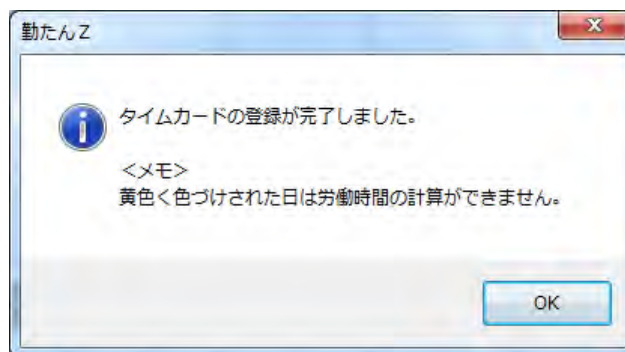 勤たんZ
タイムカードの登録が完了しました。
<メモ>
黄色く色づけされた日は労働時間の計算ができません。
OK